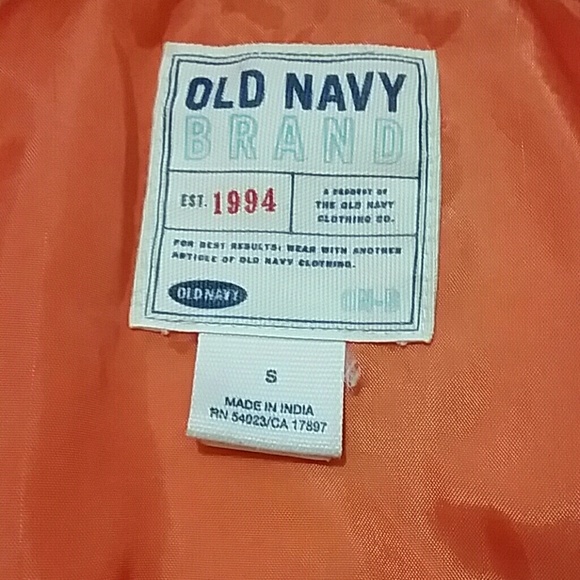 OLD NAVY
BRAND
EST. 1994
A PRODUCT OF
THE OLD NAVY
CLOTHING CO.
FOR BEST RESULTS: WEAR WITH ANOTHER
ARTICLE OF OLD NAVY CLOTHING.
OLD NAVY
S
MADE IN INDIA
RN 54023/CA 17897